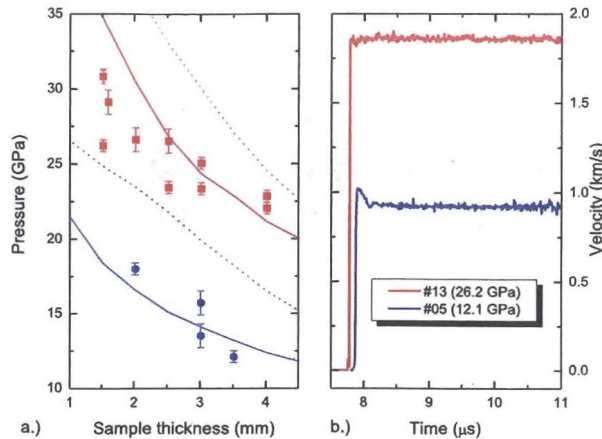 35
30
25
20
15
10
Pressure (GPa)
1
2
3
4
a.)
Sample thickness (mm)
2.0
1.5
1.0
0.5
0.0
Velocity (km/s)
#13 (26.2 GPa)
#05 (12.1 GPa)
8
9
10
11
b.)
Time (μs)